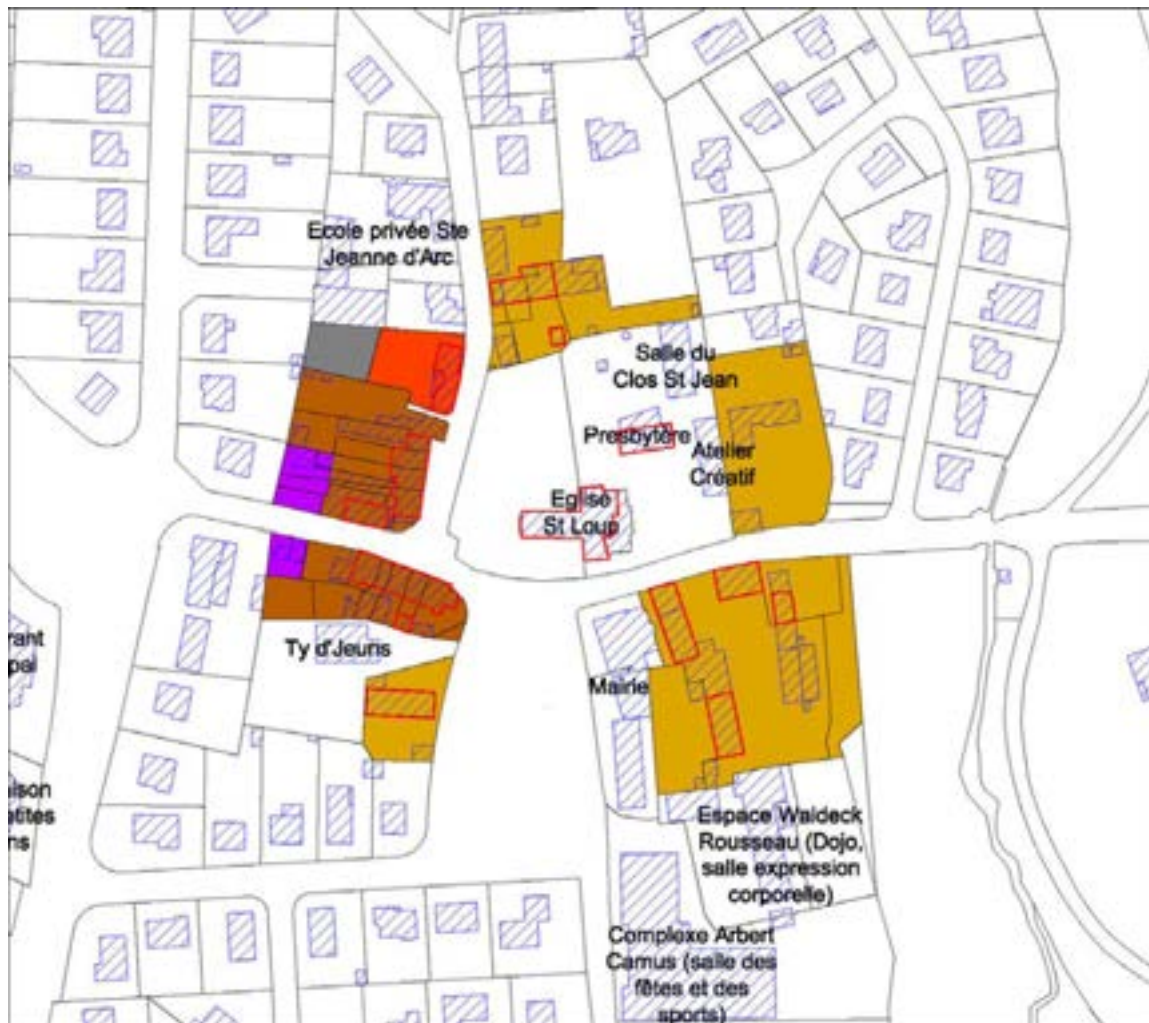 Ecole privée Ste
Jeanne d'Arc
Salle du
Clos St Jean
Presbytère
Atelier
Créatif
Eglise
St Loup
Ty d'Jeuns
Mairie
Espace Waldeck
Rousseau (Dojo,
salle expression
corporelle)
Complexe Arbert
Camus (salle des
fêtes et des
sports)